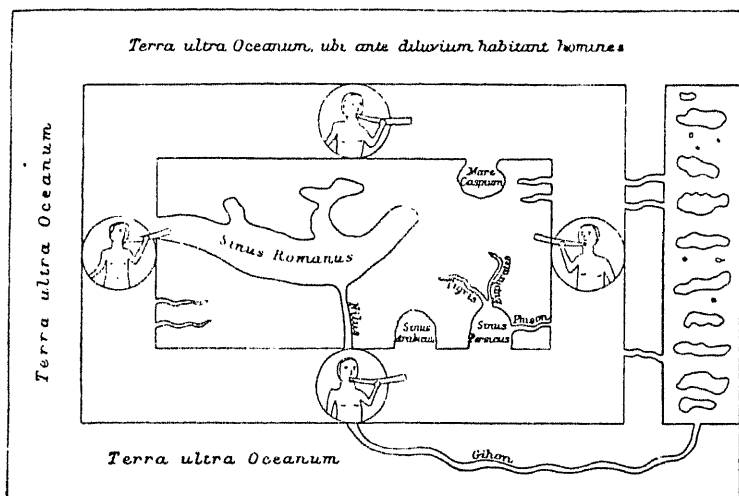 Terra ultra Oceanum, ubi ante diluvium habitant homines
Terra ultra Oceanum
Mare
Caspium
Sinus Romanus
Tigris
Euphrates
Nilus
Sinus
Arabicus
Sinus
Persicus
Phison
Gihon
Terra ultra Oceanum